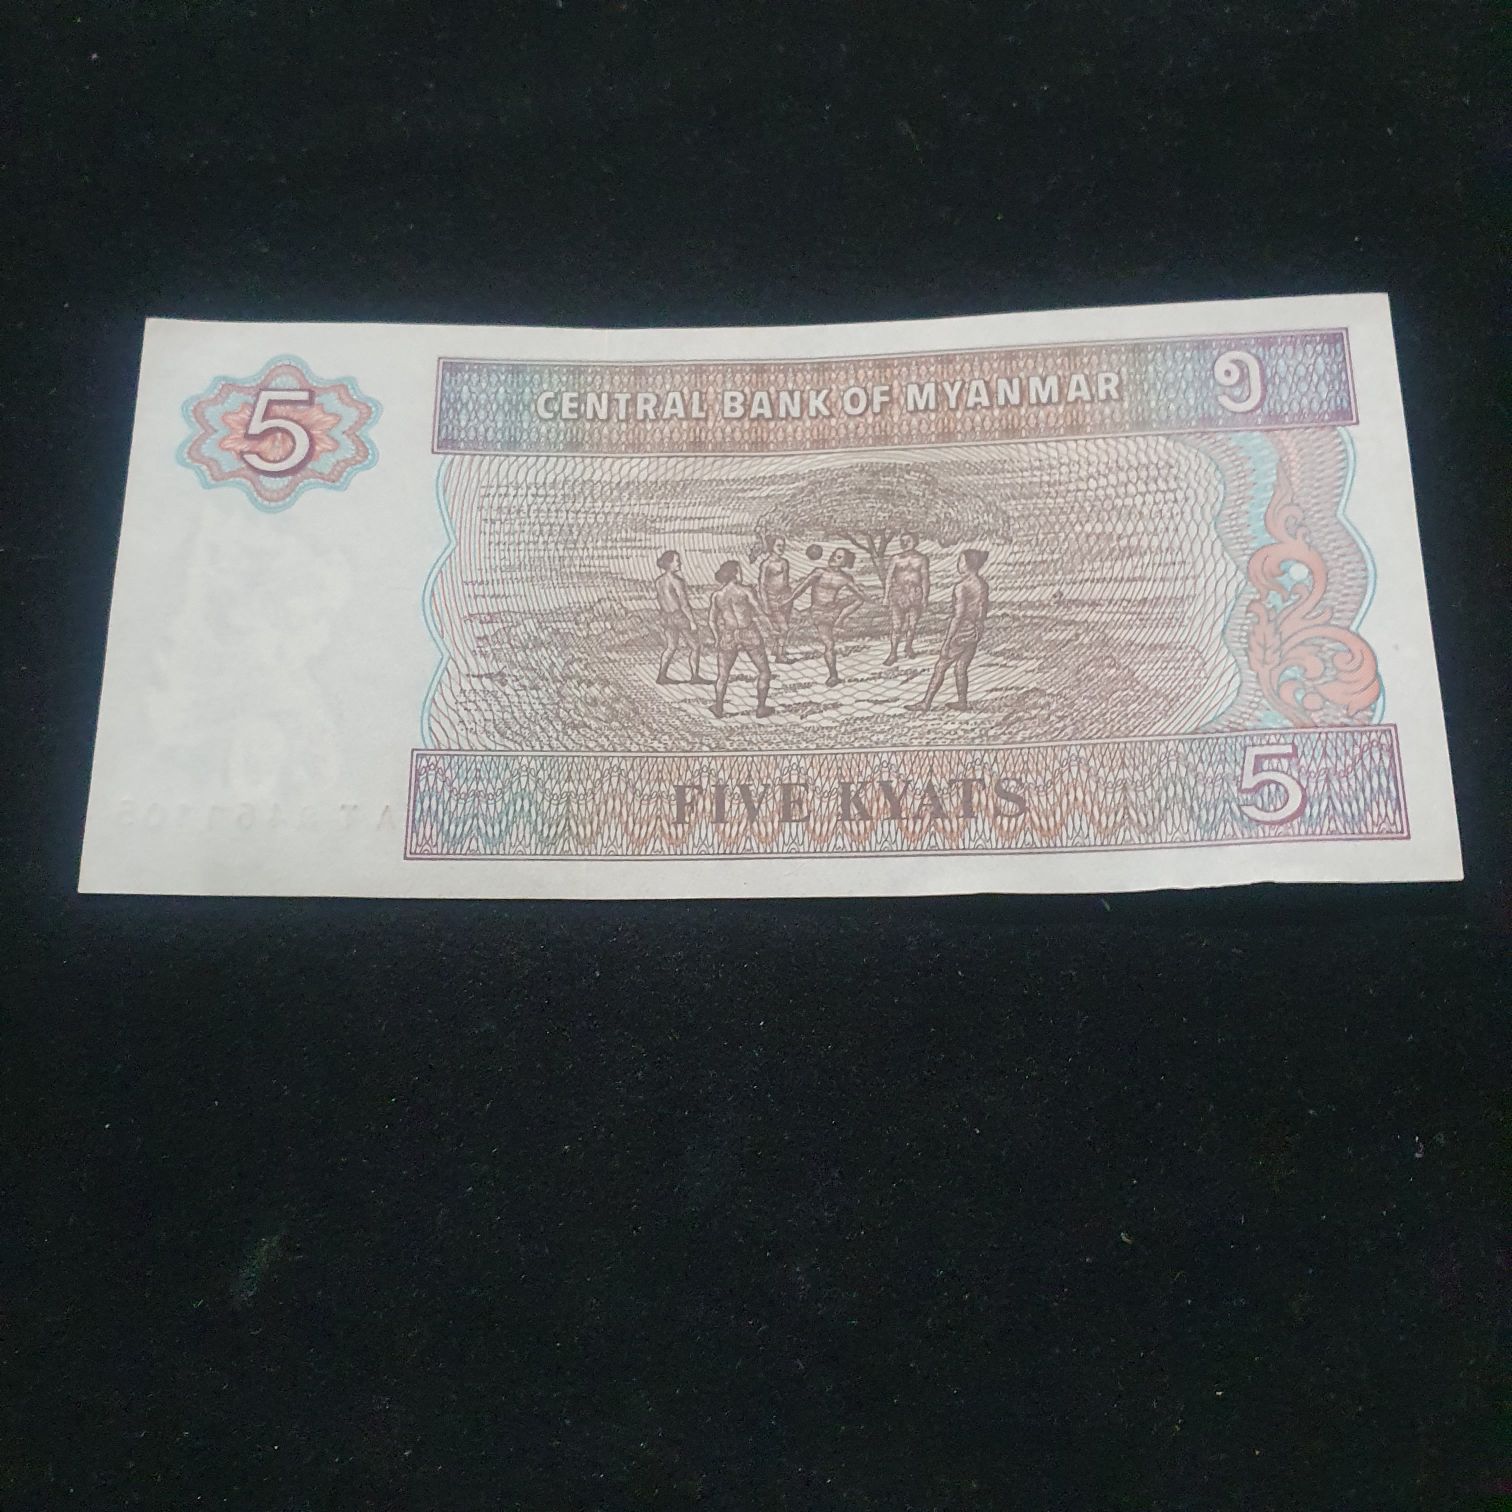 5
CENTRAL BANK OF MYANMAR ၅
FIVE KYATS 5